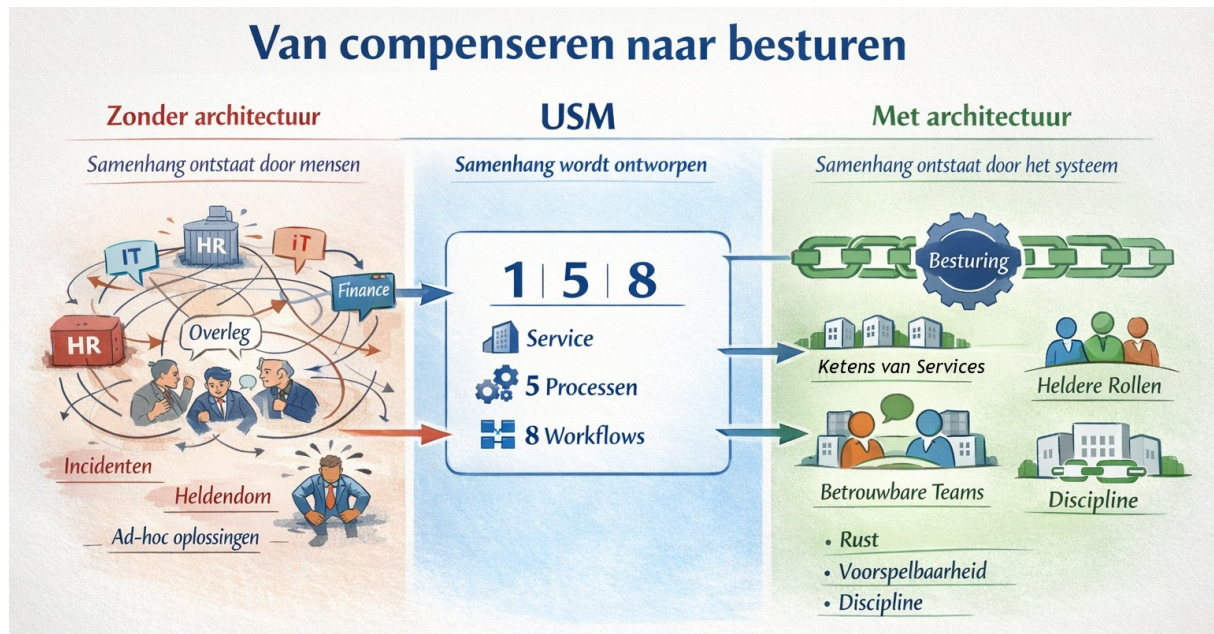 Van compenseren naar besturen
Zonder architectuur
Samenhang ontstaat door mensen
IT
HR
iT
Finance
HR
Overleg
Incidenten
Heldendom
Ad-hoc oplossingen
USM
Samenhang wordt ontworpen
1 | 5 | 8
Service
5 Processen
8 Workflows
Met architectuur
Samenhang ontstaat door het systeem
Besturing
Ketens van Services
Heldere Rollen
Betrouwbare Teams
Discipline
• Rust
• Voorspelbaarheid
• Discipline